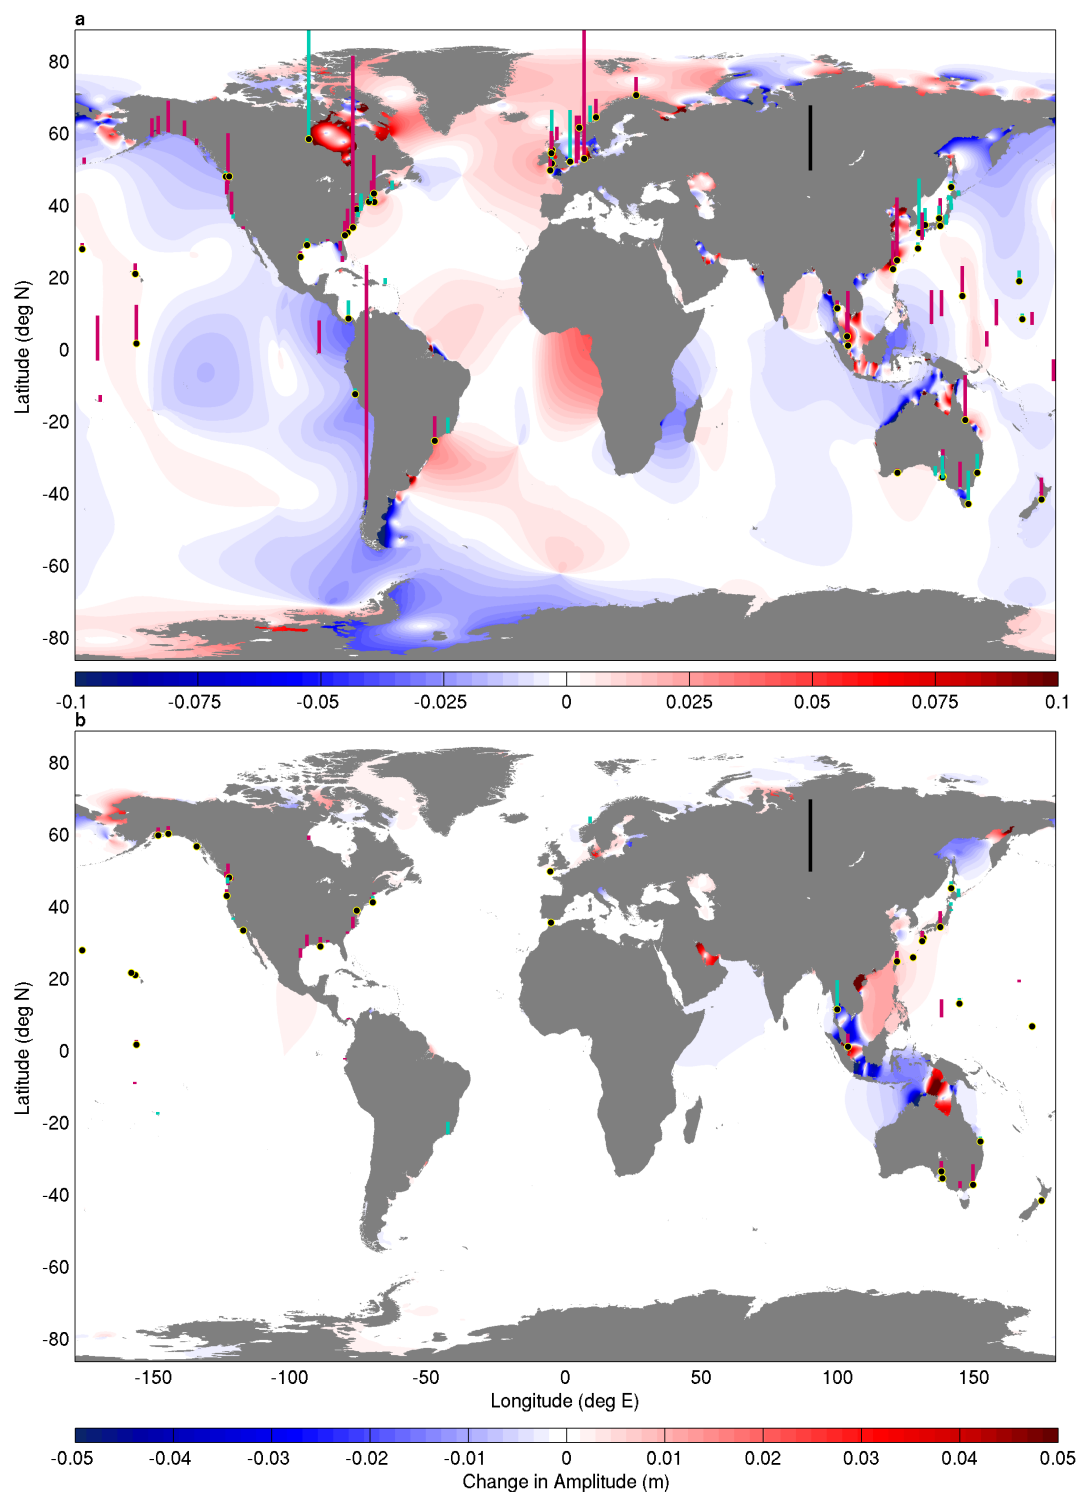 a
80
60
40
20
0
-20
-40
-60
-80
Latitude (deg N)
-0.1 -0.075 -0.05 -0.025 0 0.025 0.05 0.075 0.1
b
80
60
40
20
0
-20
-40
-60
-80
Latitude (deg N)
-150 -100 -50 0 50 100 150
Longitude (deg E)
-0.05 -0.04 -0.03 -0.02 -0.01 0 0.01 0.02 0.03 0.04 0.05
Change in Amplitude (m)